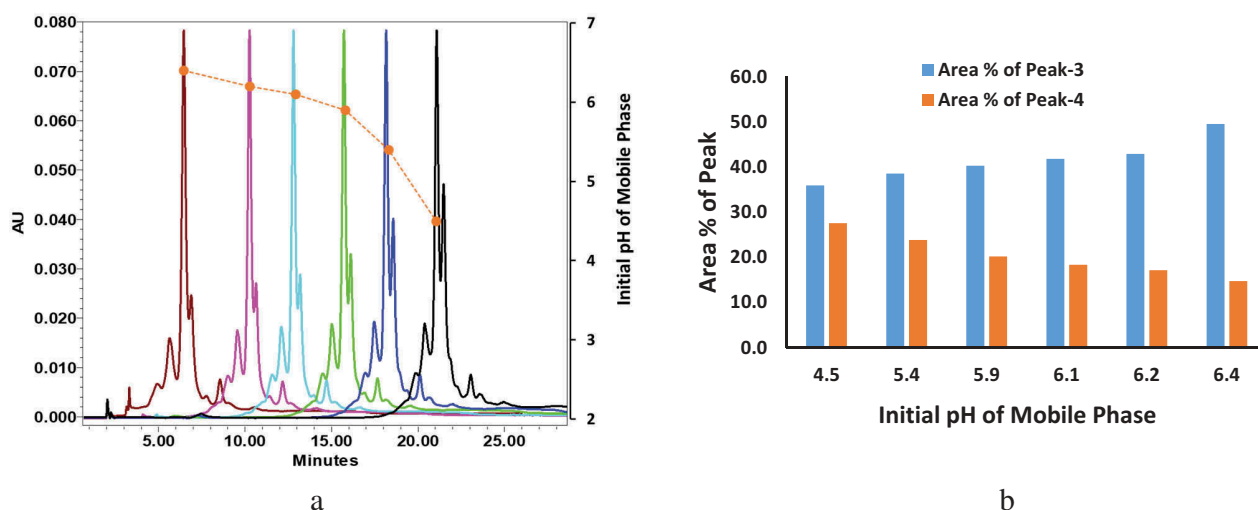 0.080
0.070
0.060
0.050
0.040
0.030
0.020
0.010
0.000
AU
5.00 10.00 15.00 20.00 25.00
Minutes
7
6
5
4
3
2
Initial pH of Mobile Phase
a
Area % of Peak-3
Area % of Peak-4
60.0
50.0
40.0
30.0
20.0
10.0
0.0
Area % of Peak
4.5 5.4 5.9 6.1 6.2 6.4
Initial pH of Mobile Phase
b